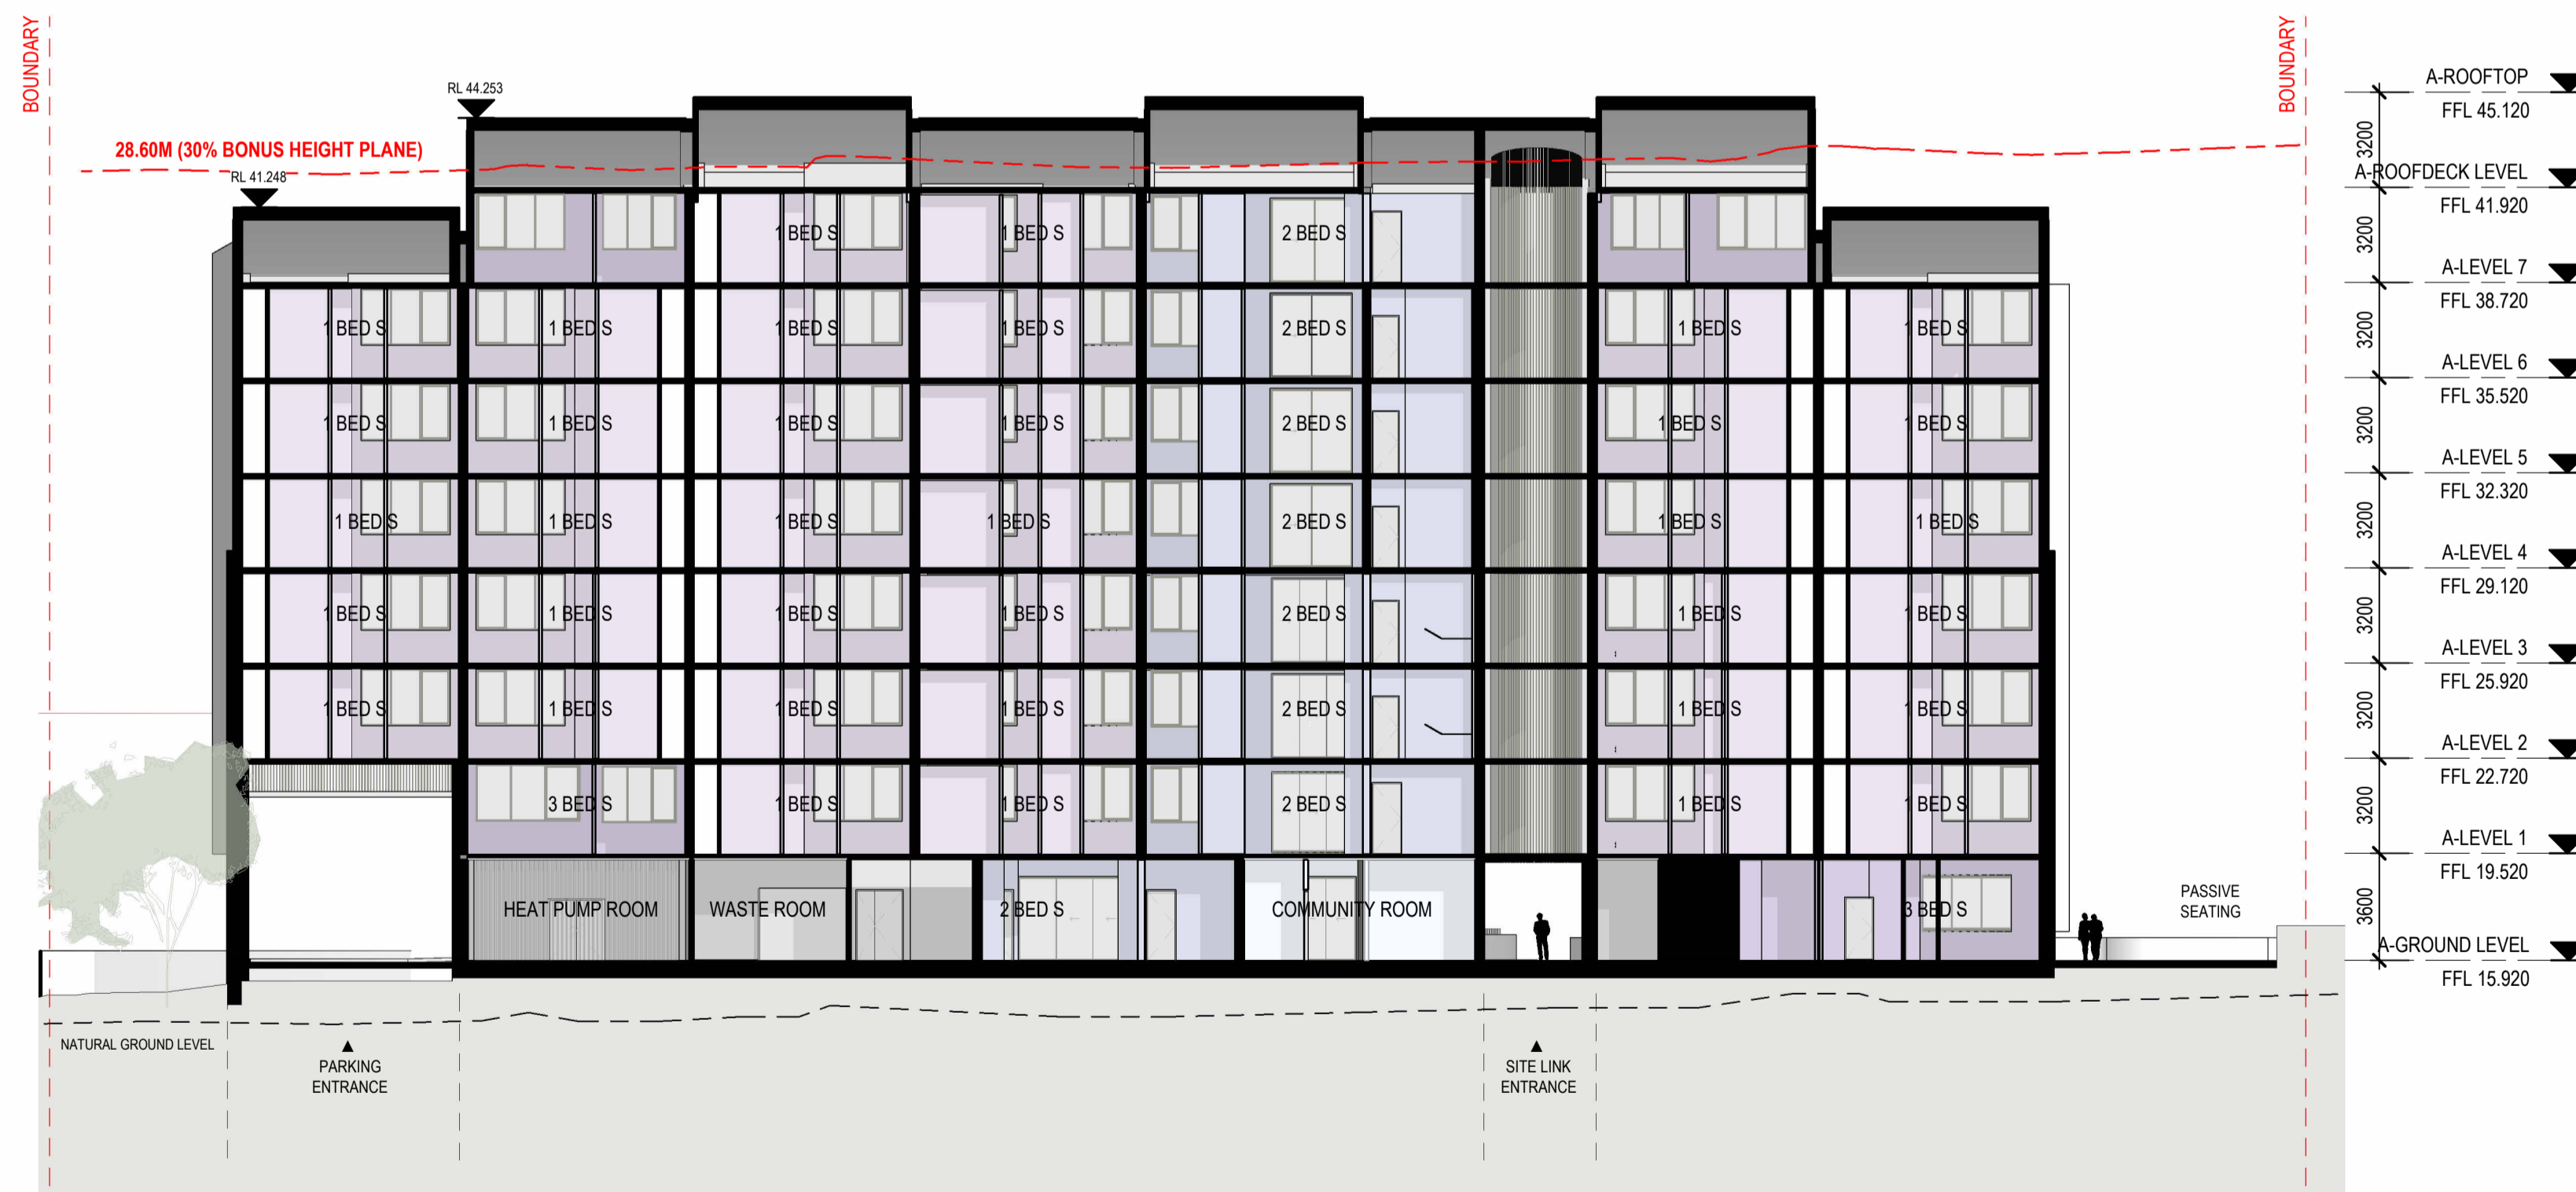 BOUNDARY
BOUNDARY
RL 44.253
28.60M (30% BONUS HEIGHT PLANE)
RL 41.248
A-ROOFTOP
FFL 45.120
3200
A-ROOFDECK LEVEL
FFL 41.920
3200
A-LEVEL 7
FFL 38.720
3200
A-LEVEL 6
FFL 35.520
3200
A-LEVEL 5
FFL 32.320
3200
A-LEVEL 4
FFL 29.120
3200
A-LEVEL 3
FFL 25.920
3200
A-LEVEL 2
FFL 22.720
3200
A-LEVEL 1
FFL 19.520
3600
A-GROUND LEVEL
FFL 15.920
1 BED S 1 BED S 2 BED S
1 BED S 1 BED S 1 BED S 1 BED S 2 BED S 1 BED S 1 BED S
1 BED S 1 BED S 1 BED S 1 BED S 2 BED S 1 BED S 1 BED S
1 BED S 1 BED S 1 BED S 1 BED S 2 BED S 1 BED S 1 BED S
1 BED S 1 BED S 1 BED S 1 BED S 2 BED S 1 BED S 1 BED S
1 BED S 1 BED S 1 BED S 1 BED S 2 BED S 1 BED S 1 BED S
3 BED S 1 BED S 1 BED S 2 BED S 1 BED S 1 BED S
HEAT PUMP ROOM WASTE ROOM 2 BED S COMMUNITY ROOM 3 BED S
PASSIVE
SEATING
NATURAL GROUND LEVEL
PARKING
ENTRANCE
SITE LINK
ENTRANCE